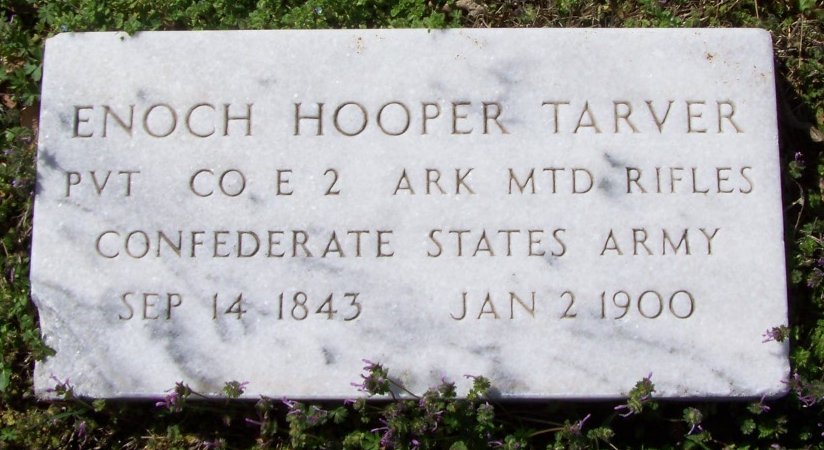 ENOCH HOOPER TARVER
PVT CO E 2 ARK MTD RIFLES
CONFEDERATE STATES ARMY
SEP 14 1843 JAN 2 1900